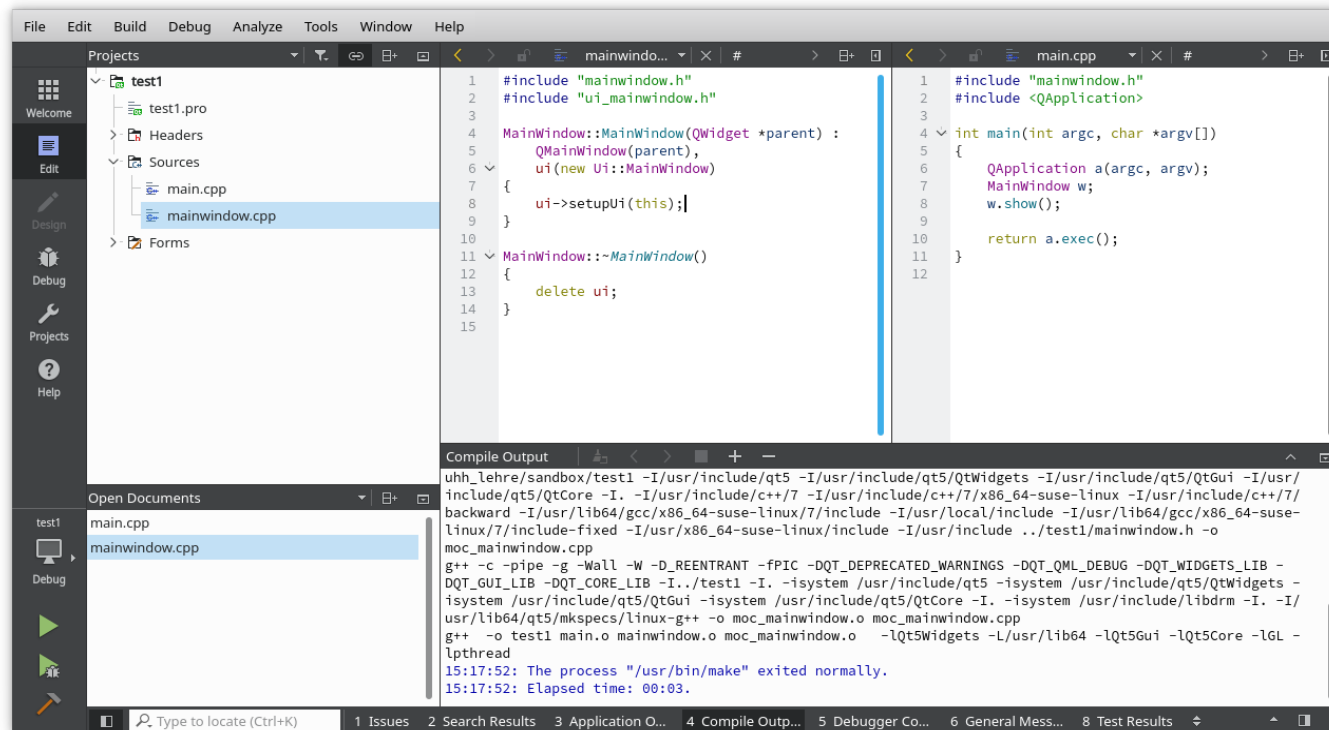 File Edit Build Debug Analyze Tools Window Help
Projects
Welcome
Edit
Design
Debug
Projects
Help
test1
test1.pro
Headers
Sources
main.cpp
mainwindow.cpp
Forms
mainwindo... #
1 #include "mainwindow.h"
2 #include "ui_mainwindow.h"
3
4 MainWindow::MainWindow(QWidget *parent) :
5 QMainWindow(parent),
6 ui(new Ui::MainWindow)
7 {
8 ui->setupUi(this);
9 }
10
11 MainWindow::~MainWindow()
12 {
13 delete ui;
14 }
15
main.cpp #
1 #include "mainwindow.h"
2 #include <QApplication>
3
4 int main(int argc, char *argv[])
5 {
6 QApplication a(argc, argv);
7 MainWindow w;
8 w.show();
9
10 return a.exec();
11 }
12
Open Documents
main.cpp
mainwindow.cpp
test1
Debug
Compile Output
uhh_lehre/sandbox/test1 -I/usr/include/qt5 -I/usr/include/qt5/QtWidgets -I/usr/include/qt5/QtGui -I/usr/
include/qt5/QtCore -I. -I/usr/include/c++/7 -I/usr/include/c++/7/x86_64-suse-linux -I/usr/include/c++/7/
backward -I/usr/lib64/gcc/x86_64-suse-linux/7/include -I/usr/local/include -I/usr/lib64/gcc/x86_64-suse-
linux/7/include-fixed -I/usr/x86_64-suse-linux/include -I/usr/include ../test1/mainwindow.h -o
moc_mainwindow.cpp
g++ -c -pipe -g -Wall -W -D_REENTRANT -fPIC -DQT_DEPRECATED_WARNINGS -DQT_QML_DEBUG -DQT_WIDGETS_LIB -
DQT_GUI_LIB -DQT_CORE_LIB -I../test1 -I. -isystem /usr/include/qt5 -isystem /usr/include/qt5/QtWidgets -
isystem /usr/include/qt5/QtGui -isystem /usr/include/qt5/QtCore -I. -isystem /usr/include/libdrm -I. -I/
usr/lib64/qt5/mkspecs/linux-g++ -o moc_mainwindow.o moc_mainwindow.cpp
g++ -o test1 main.o mainwindow.o moc_mainwindow.o -lQt5Widgets -L/usr/lib64 -lQt5Gui -lQt5Core -lGL -
lpthread
15:17:52: The process "/usr/bin/make" exited normally.
15:17:52: Elapsed time: 00:03.
Type to locate (Ctrl+K) 1 Issues 2 Search Results 3 Application O... 4 Compile Outp... 5 Debugger Co... 6 General Mess... 8 Test Results